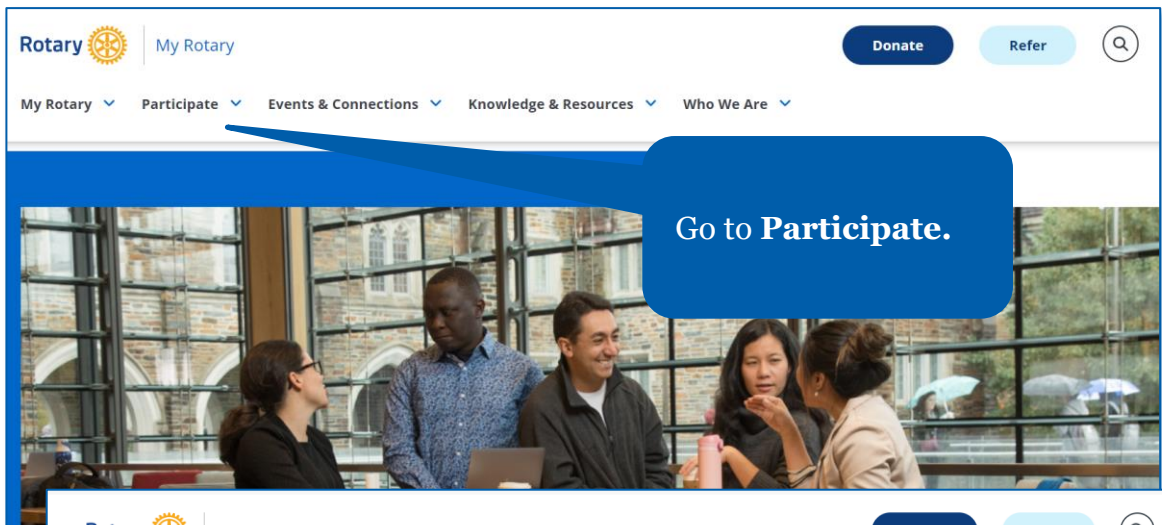 Rotary My Rotary Donate Refer
My Rotary Participate Events & Connections Knowledge & Resources Who We Are
Go to Participate.